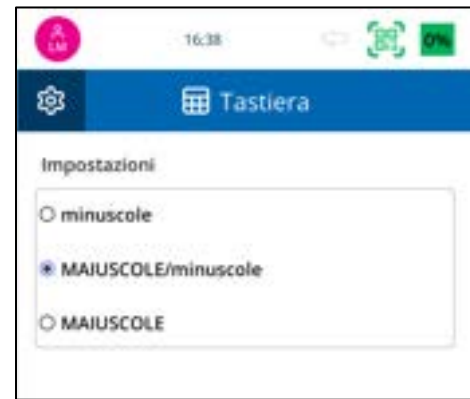 LM 16:38 0%
Tastiera
Impostazioni
minuscole
MAIUSCOLE/minuscole
MAIUSCOLE